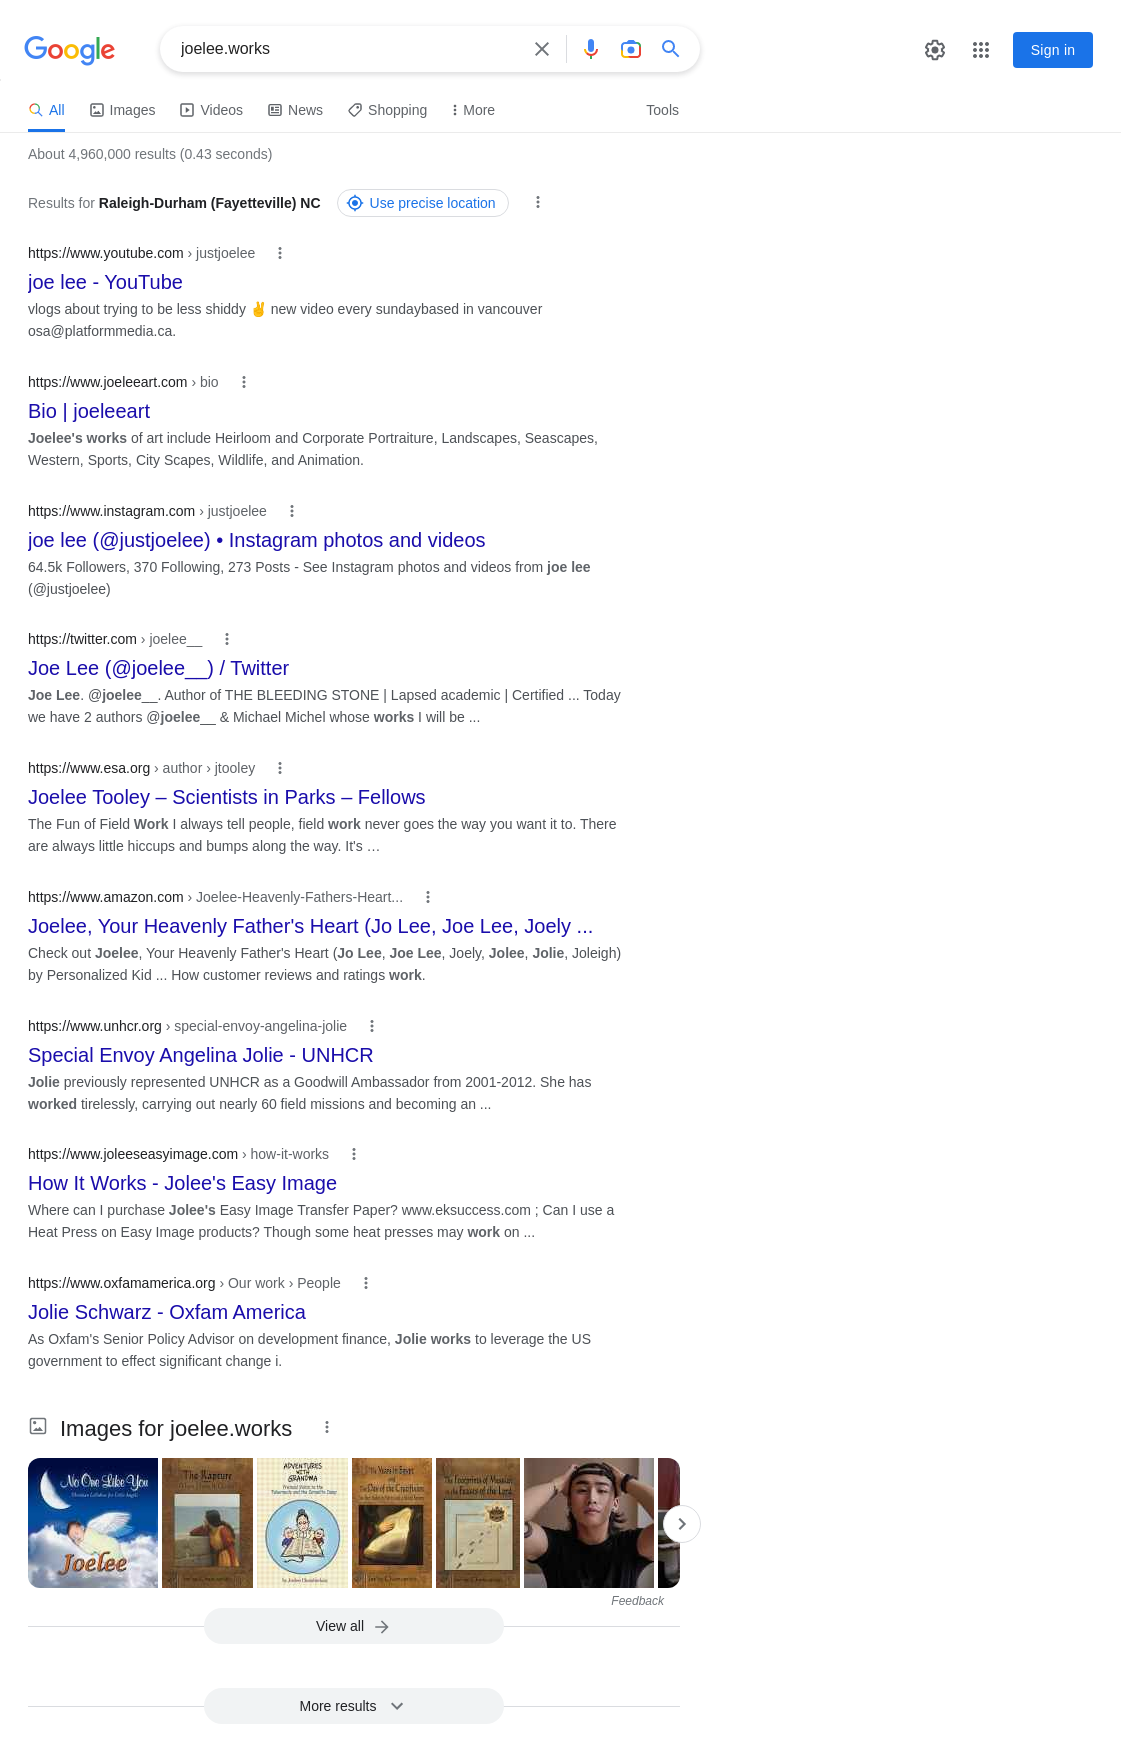 Google
joelee.works
Sign in
All
Images
Videos
News
Shopping
More
Tools
About 4,960,000 results (0.43 seconds)
Results for Raleigh-Durham (Fayetteville) NC
Use precise location
https://www.youtube.com › justjoelee
joe lee - YouTube
vlogs about trying to be less shiddy ✌️ new video every sundaybased in vancouver
osa@platformmedia.ca.
https://www.joeleeart.com › bio
Bio | joeleeart
Joelee's works of art include Heirloom and Corporate Portraiture, Landscapes, Seascapes,
Western, Sports, City Scapes, Wildlife, and Animation.
https://www.instagram.com › justjoelee
joe lee (@justjoelee) • Instagram photos and videos
64.5k Followers, 370 Following, 273 Posts - See Instagram photos and videos from joe lee
(@justjoelee)
https://twitter.com › joelee__
Joe Lee (@joelee__) / Twitter
Joe Lee. @joelee__. Author of THE BLEEDING STONE | Lapsed academic | Certified ... Today
we have 2 authors @joelee__ & Michael Michel whose works I will be ...
https://www.esa.org › author › jtooley
Joelee Tooley – Scientists in Parks – Fellows
The Fun of Field Work I always tell people, field work never goes the way you want it to. There
are always little hiccups and bumps along the way. It's …
https://www.amazon.com › Joelee-Heavenly-Fathers-Heart...
Joelee, Your Heavenly Father's Heart (Jo Lee, Joe Lee, Joely ...
Check out Joelee, Your Heavenly Father's Heart (Jo Lee, Joe Lee, Joely, Jolee, Jolie, Joleigh)
by Personalized Kid ... How customer reviews and ratings work.
https://www.unhcr.org › special-envoy-angelina-jolie
Special Envoy Angelina Jolie - UNHCR
Jolie previously represented UNHCR as a Goodwill Ambassador from 2001-2012. She has
worked tirelessly, carrying out nearly 60 field missions and becoming an ...
https://www.joleeseasyimage.com › how-it-works
How It Works - Jolee's Easy Image
Where can I purchase Jolee's Easy Image Transfer Paper? www.eksuccess.com ; Can I use a
Heat Press on Easy Image products? Though some heat presses may work on ...
https://www.oxfamamerica.org › Our work › People
Jolie Schwarz - Oxfam America
As Oxfam's Senior Policy Advisor on development finance, Jolie works to leverage the US
government to effect significant change i.
Images for joelee.works
No One Like You
Joelee
The Rapture
ADVENTURES
WITH
GRANDMA
Feedback
View all
More results